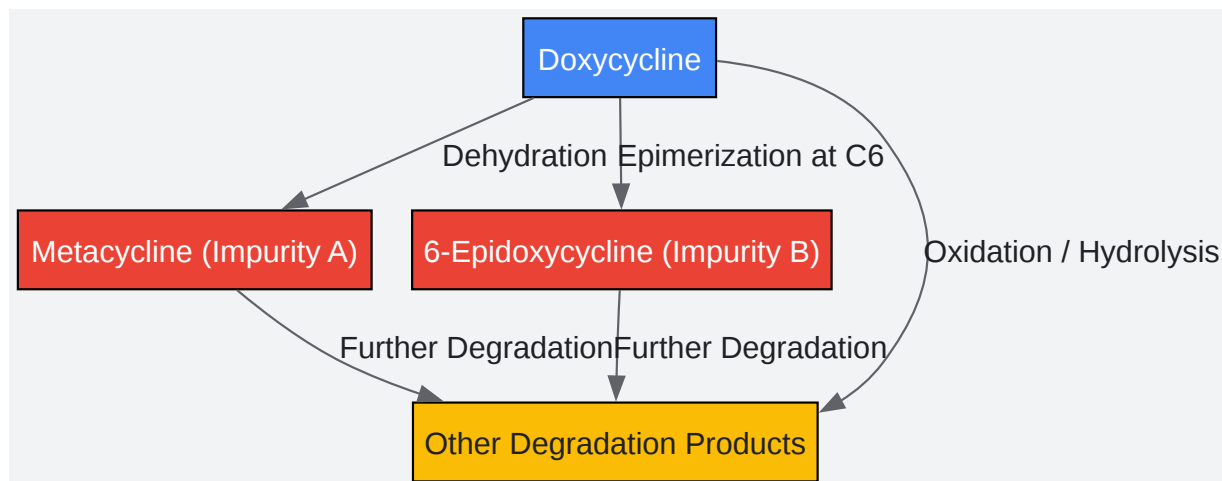 Doxycycline
Dehydration
Epimerization at C6
Metacycline (Impurity A)
6-Epidoxycycline (Impurity B)
Oxidation / Hydrolysis
Further Degradation
Further Degradation
Other Degradation Products